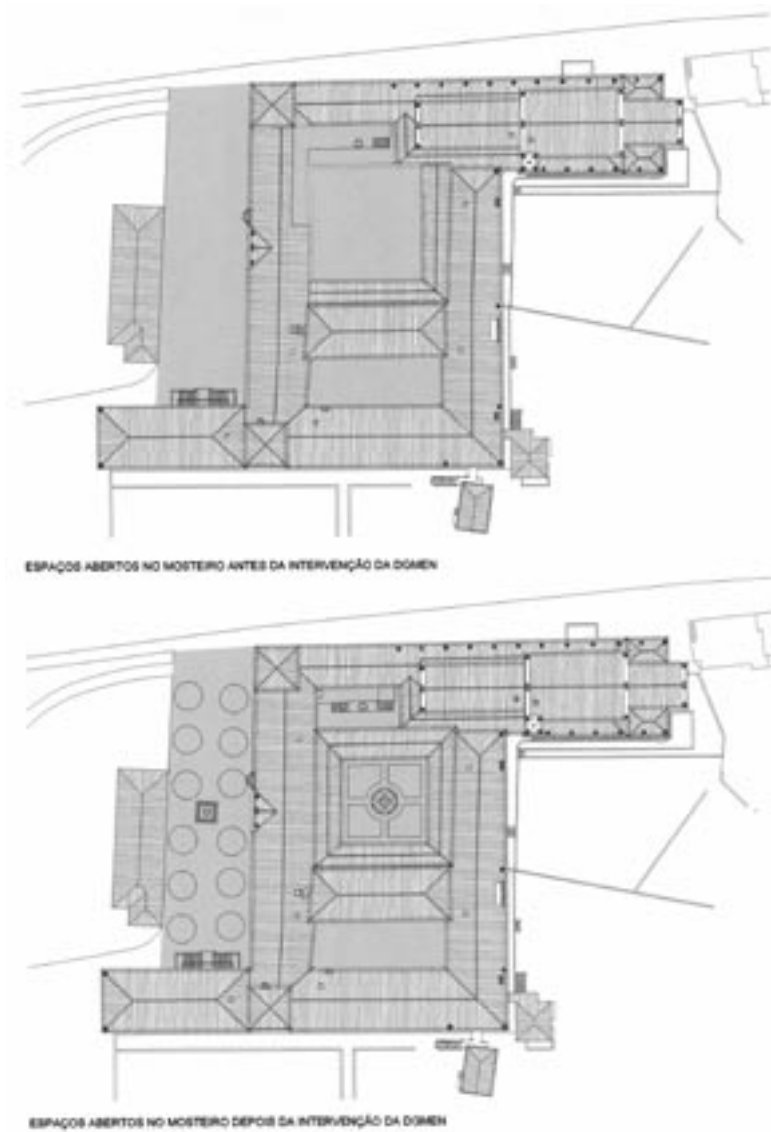 ESPAÇOS ABERTOS NO MOSTEIRO ANTES DA INTERVENÇÃO DA DGMEN
ESPAÇOS ABERTOS NO MOSTEIRO DEPOIS DA INTERVENÇÃO DA DGMEN